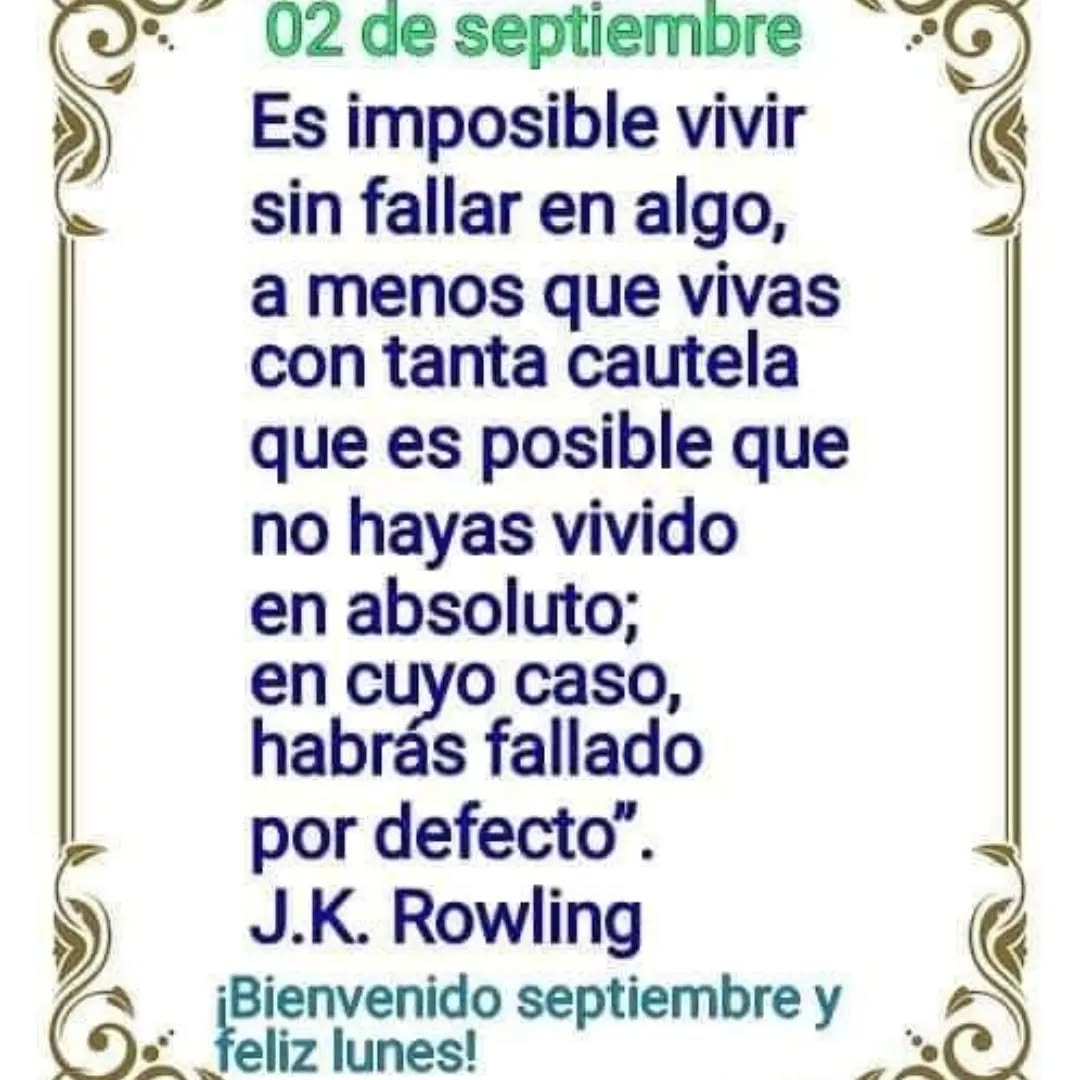 02 de septiembre
Es imposible vivir
sin fallar en algo,
a menos que vivas
con tanta cautela
que es posible que
no hayas vivido
en absoluto;
en cuyo caso,
habrás fallado
por defecto”.
J.K. Rowling
¡Bienvenido septiembre y
feliz lunes!